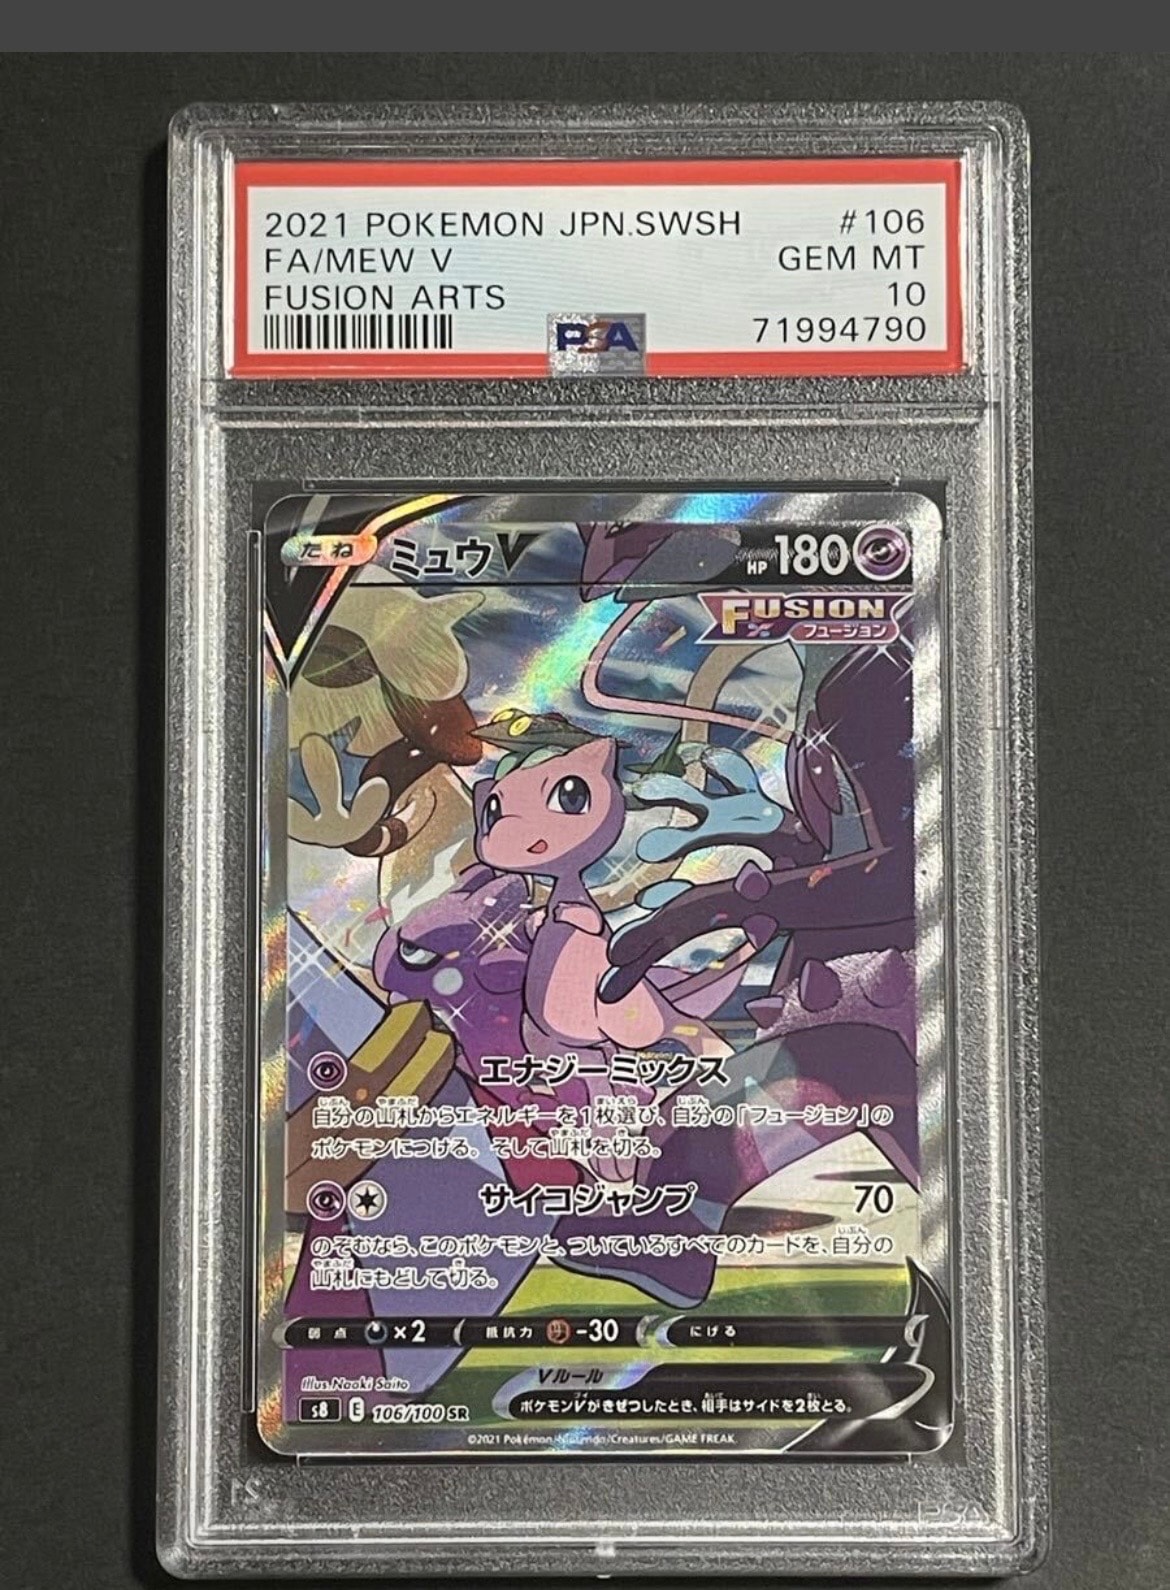 2021 POKEMON JPN.SWSH #106
FA/MEW V GEM MT
FUSION ARTS 10
PSA 71994790
たね ミュウV HP 180
FUSION
フュージョン
エナジーミックス
自分の山札からエネルギーを1枚選び、自分の「フュージョン」の
ポケモンにつける。そして山札を切る。
サイコジャンプ 70
のぞむなら、このポケモンと、ついているすべてのカードを、自分の
山札にもどして切る。
弱点 ×2 抵抗力 -30 にげる
Vルール
ポケモンVがきぜつしたとき、相手はサイドを2枚とる。
Illus. Naoki Saito
s8 E 106/100 SR
©2021 Pokémon/Nintendo/Creatures/GAME FREAK.
PSA